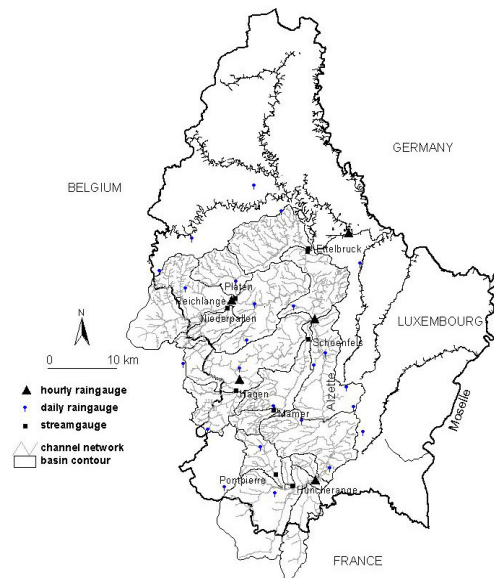 GERMANY
BELGIUM
Ettelbruck
Platen
Reichlange
Niederpallen
LUXEMBOURG
N
Schoenfels
0 10 km
Alzette
hourly raingauge
Hagen
daily raingauge
Mamer
Moselle
streamgauge
channel network
basin contour
Pontpierre
Huncherange
FRANCE